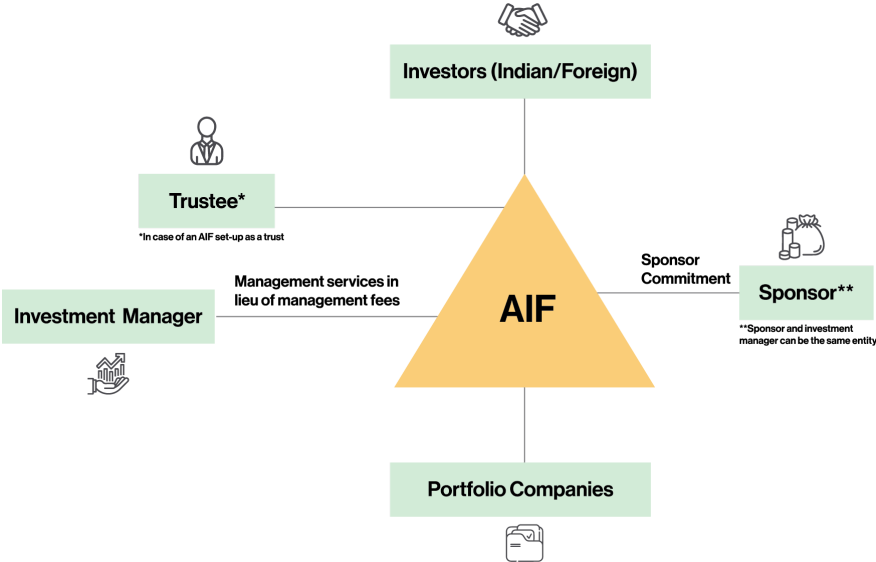 Investors (Indian/Foreign)
Trustee*
*In case of an AIF set-up as a trust
Management services in
lieu of management fees
Investment Manager
AIF
Sponsor
Commitment
Sponsor**
**Sponsor and investment
manager can be the same entity
Portfolio Companies